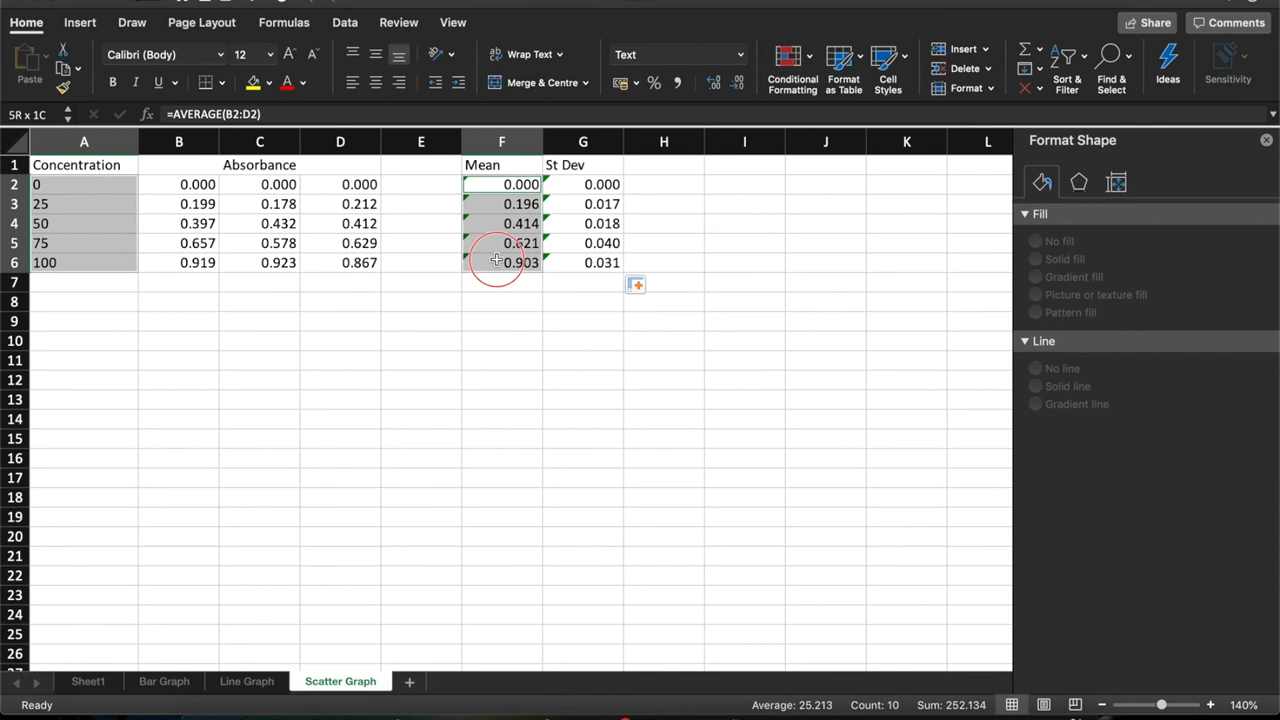 Home Insert Draw Page Layout Formulas Data Review View Share Comments
Paste Calibri (Body) 12 Wrap Text Text Insert
B I U A Merge & Centre Conditional Formatting Format as Table Cell Styles Delete Format Sort & Filter Find & Select Ideas Sensitivity
5R x 1C fx =AVERAGE(B2:D2)
A B C D E F G H I J K L Format Shape
1 Concentration Absorbance Mean St Dev
2 0 0.000 0.000 0.000 0.000 0.000
3 25 0.199 0.178 0.212 0.196 0.017
4 50 0.397 0.432 0.412 0.414 0.018
5 75 0.657 0.578 0.629 0.621 0.040
6 100 0.919 0.923 0.867 0.903 0.031
7
8
9
10
11
12
13
14
15
16
17
18
19
20
21
22
23
24
25
26
Fill
No fill
Solid fill
Gradient fill
Picture or texture fill
Pattern fill
Line
No line
Solid line
Gradient line
Sheet1 Bar Graph Line Graph Scatter Graph
Ready Average: 25.213 Count: 10 Sum: 252.134 140%